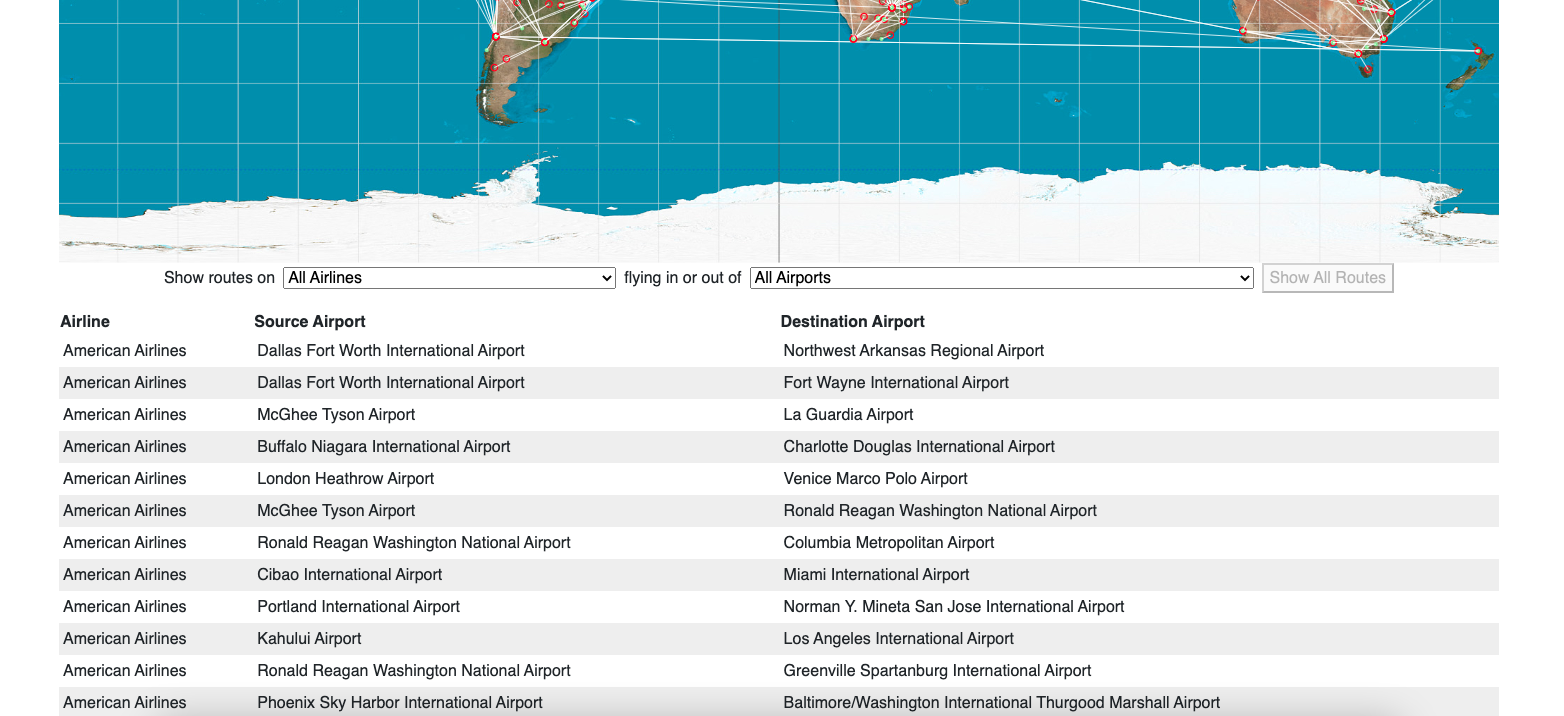 Show routes on All Airlines flying in or out of All Airports Show All Routes
Airline Source Airport Destination Airport
American Airlines Dallas Fort Worth International Airport Northwest Arkansas Regional Airport
American Airlines Dallas Fort Worth International Airport Fort Wayne International Airport
American Airlines McGhee Tyson Airport La Guardia Airport
American Airlines Buffalo Niagara International Airport Charlotte Douglas International Airport
American Airlines London Heathrow Airport Venice Marco Polo Airport
American Airlines McGhee Tyson Airport Ronald Reagan Washington National Airport
American Airlines Ronald Reagan Washington National Airport Columbia Metropolitan Airport
American Airlines Cibao International Airport Miami International Airport
American Airlines Portland International Airport Norman Y. Mineta San Jose International Airport
American Airlines Kahului Airport Los Angeles International Airport
American Airlines Ronald Reagan Washington National Airport Greenville Spartanburg International Airport
American Airlines Phoenix Sky Harbor International Airport Baltimore/Washington International Thurgood Marshall Airport